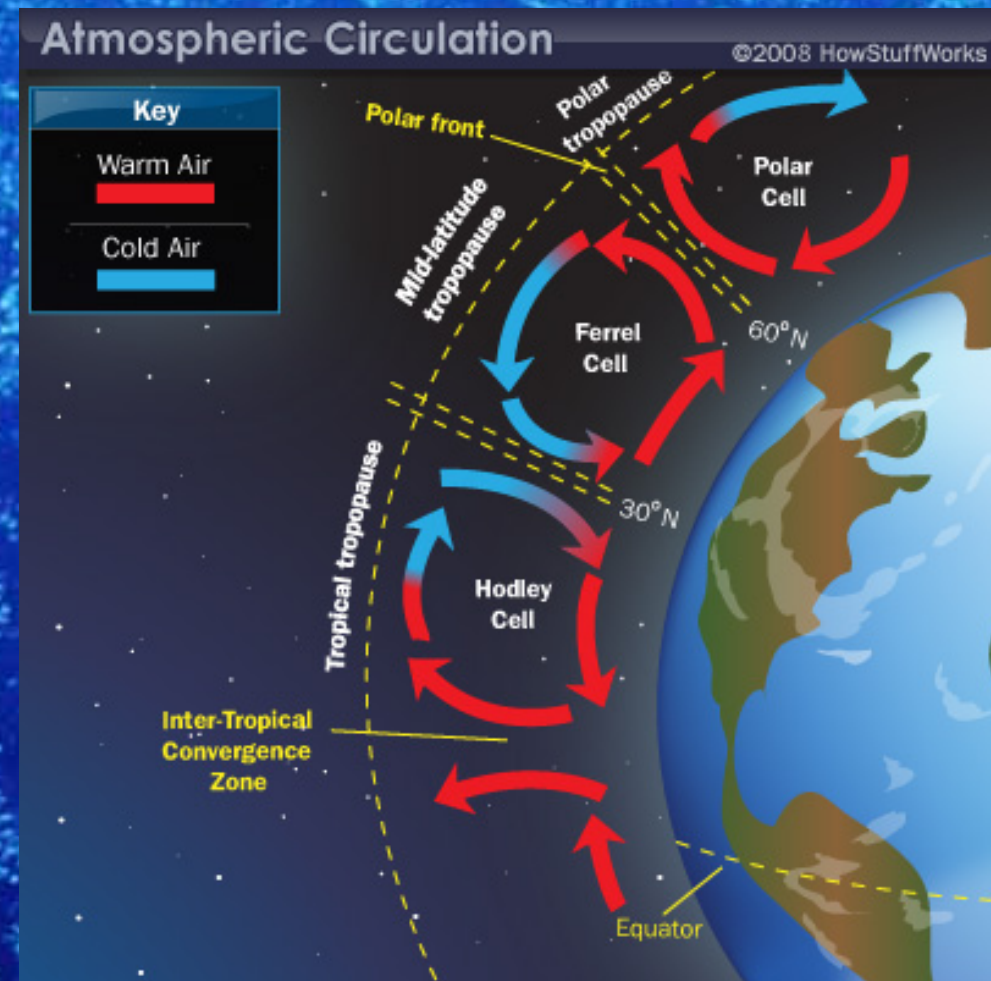 Atmospheric Circulation
©2008 HowStuffWorks
Key
Warm Air
Cold Air
Polar front
Polar
tropopause
Polar
Cell
Mid-latitude
tropopause
Ferrel
Cell
60°N
30°N
Tropical tropopause
Hodley
Cell
Inter-Tropical
Convergence
Zone
Equator